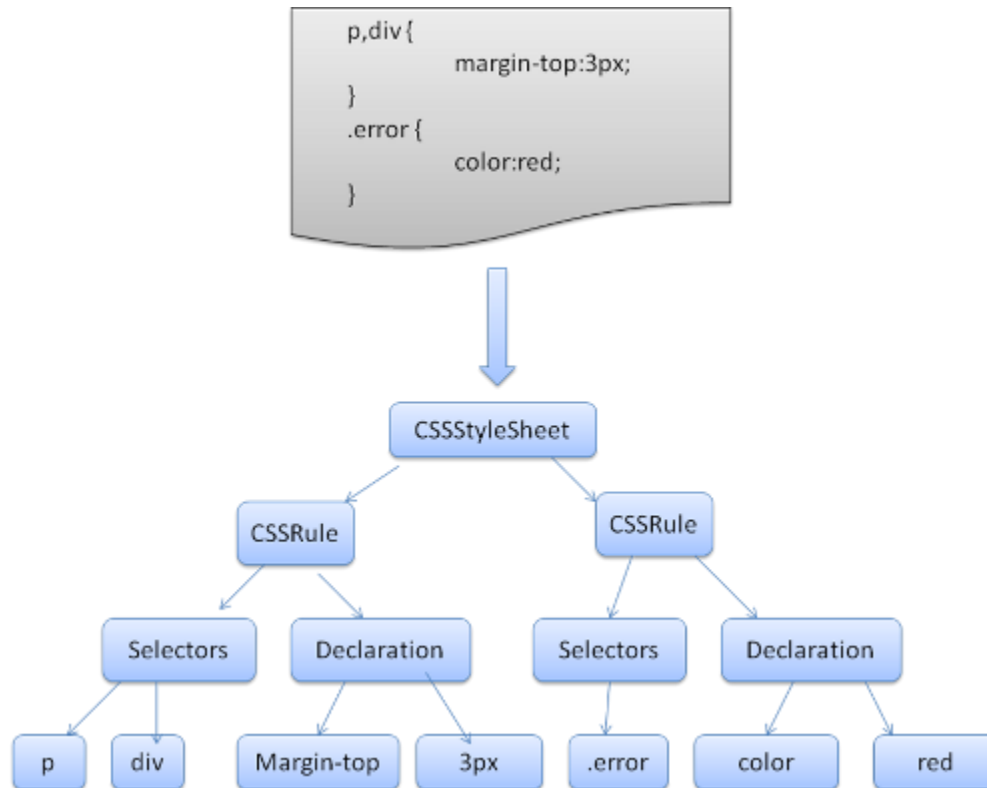 p,div {
margin-top:3px;
}
.error {
color:red;
}
CSSStyleSheet
CSSRule
CSSRule
Selectors
Declaration
Selectors
Declaration
p
div
Margin-top
3px
.error
color
red